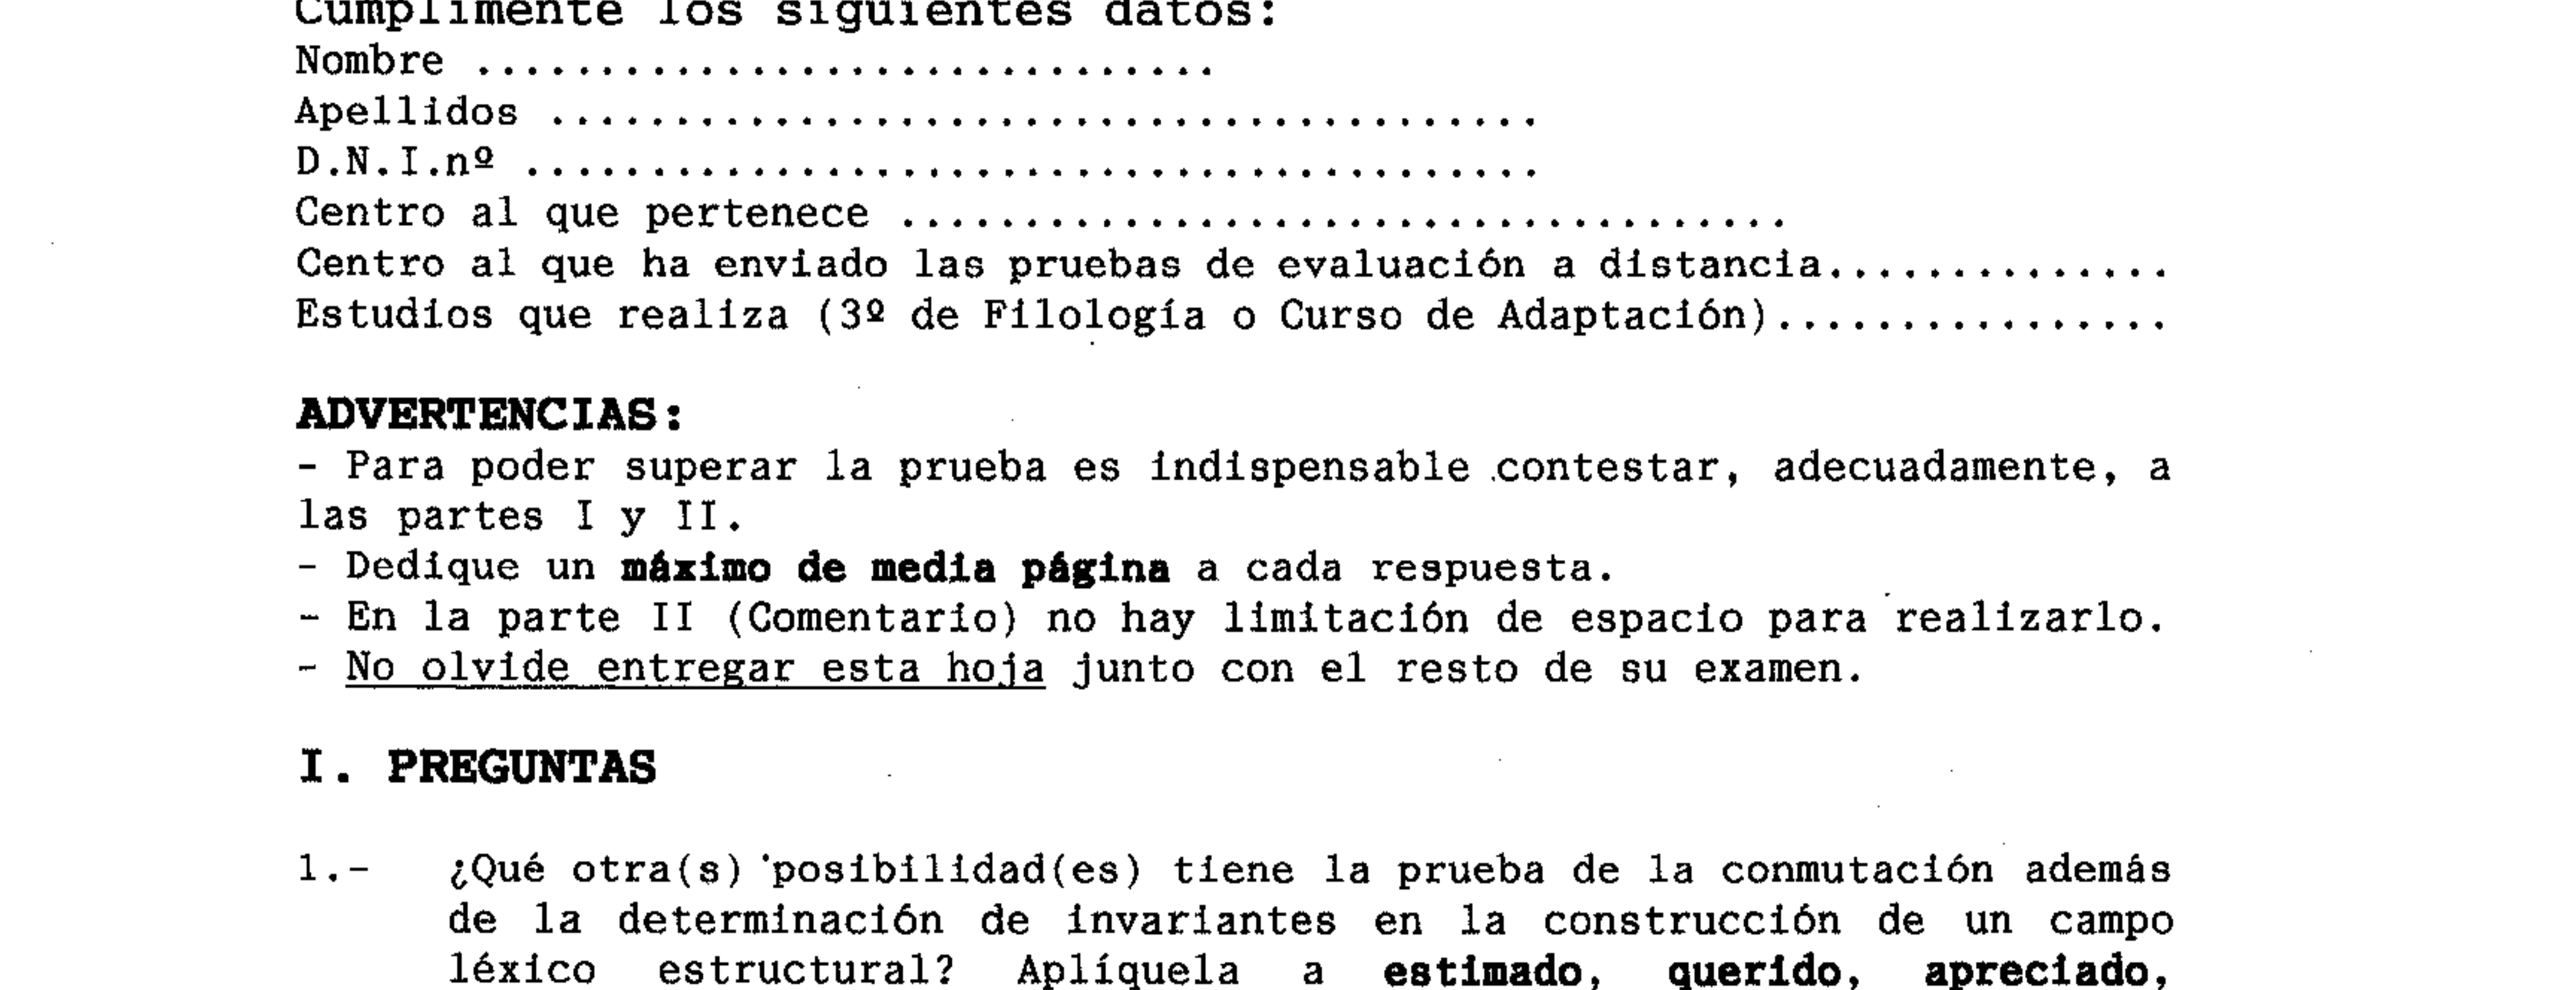 Cumplimente los siguientes datos:
Nombre ..............................
Apellidos ........................................
D.N.I.nº .........................................
Centro al que pertenece ....................................
Centro al que ha enviado las pruebas de evaluación a distancia..............
Estudios que realiza (3º de Filología o Curso de Adaptación)................
ADVERTENCIAS:
- Para poder superar la prueba es indispensable contestar, adecuadamente, a
las partes I y II.
- Dedique un máximo de media página a cada respuesta.
- En la parte II (Comentario) no hay limitación de espacio para realizarlo.
- No olvide entregar esta hoja junto con el resto de su examen.
I. PREGUNTAS
1.- ¿Qué otra(s) posibilidad(es) tiene la prueba de la conmutación además
de la determinación de invariantes en la construcción de un campo
léxico estructural? Aplíquela a estimado, querido, apreciado,